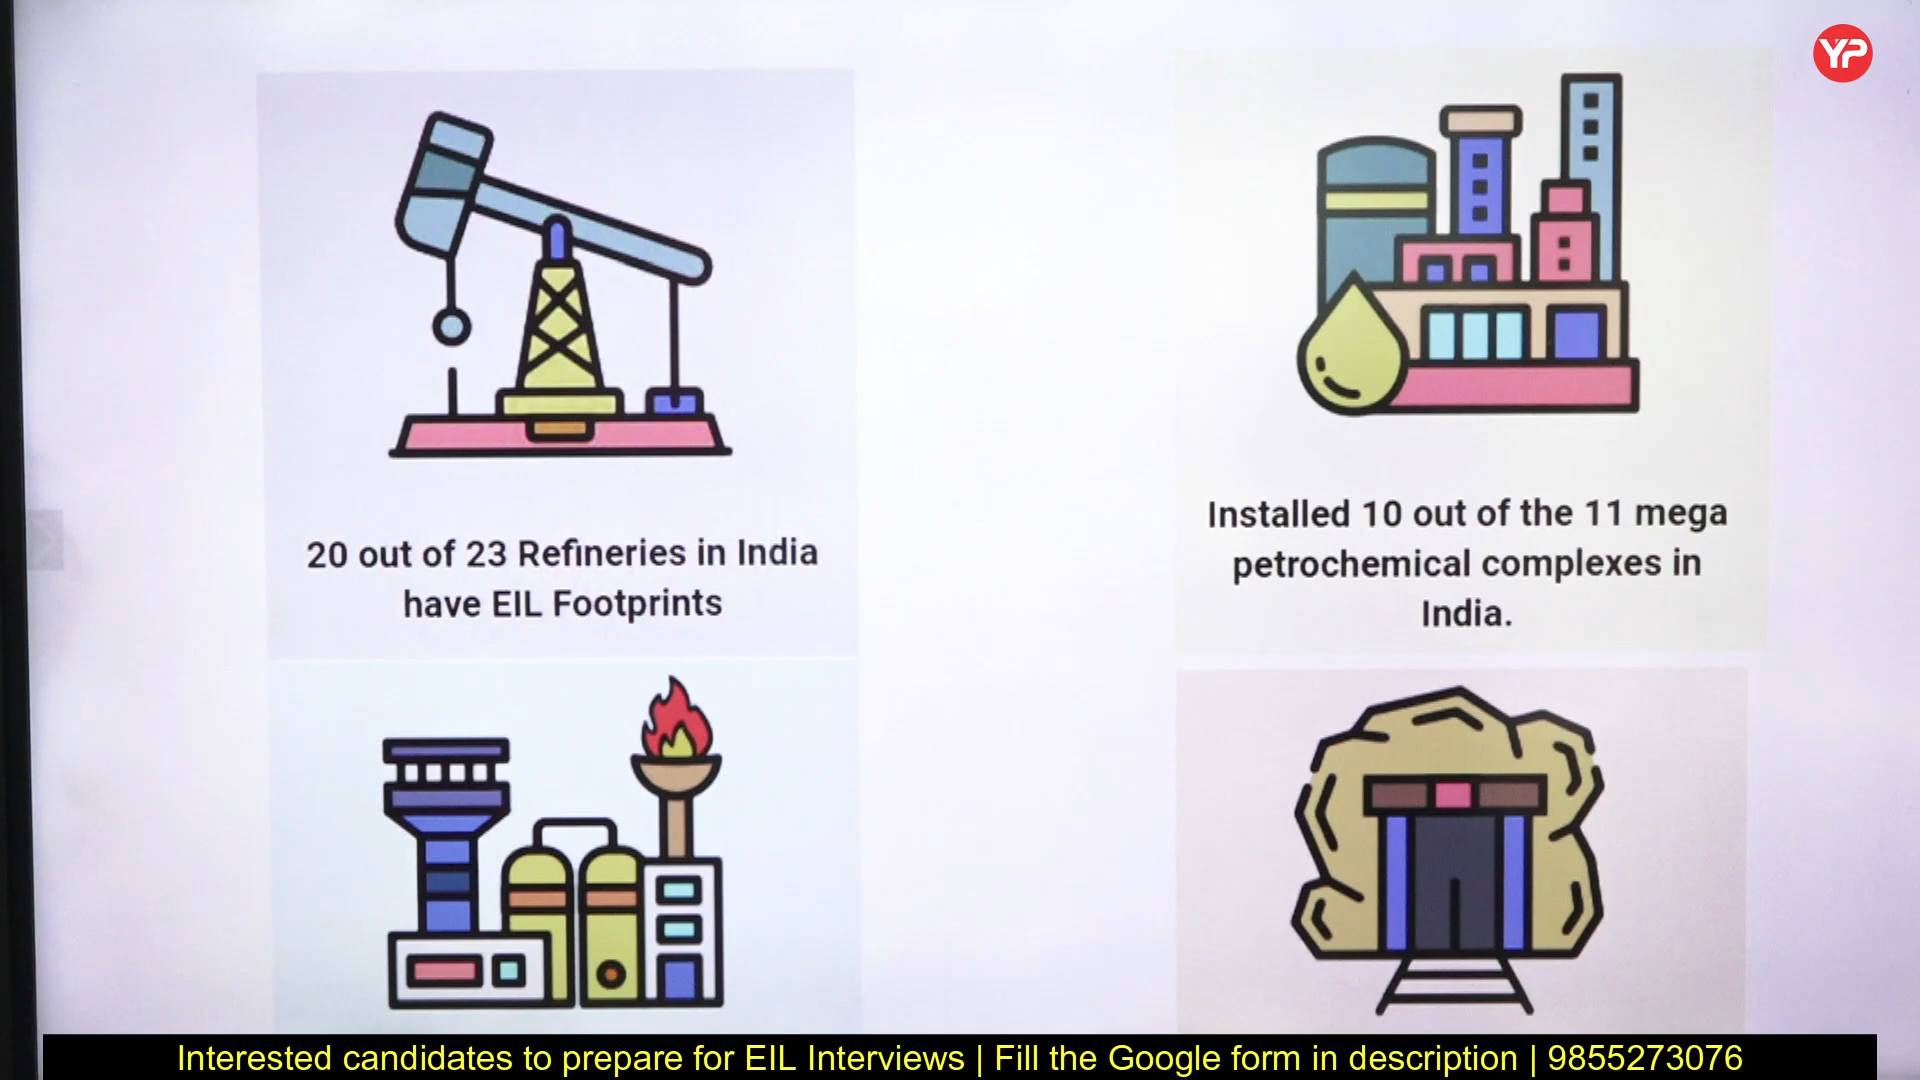 YP
20 out of 23 Refineries in India
have EIL Footprints
Installed 10 out of the 11 mega
petrochemical complexes in
India.
Interested candidates to prepare for EIL Interviews | Fill the Google form in description | 9855273076